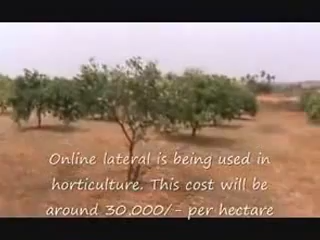 Online lateral is being used in
horticulture. This cost will be
around 30.000/- per hectare